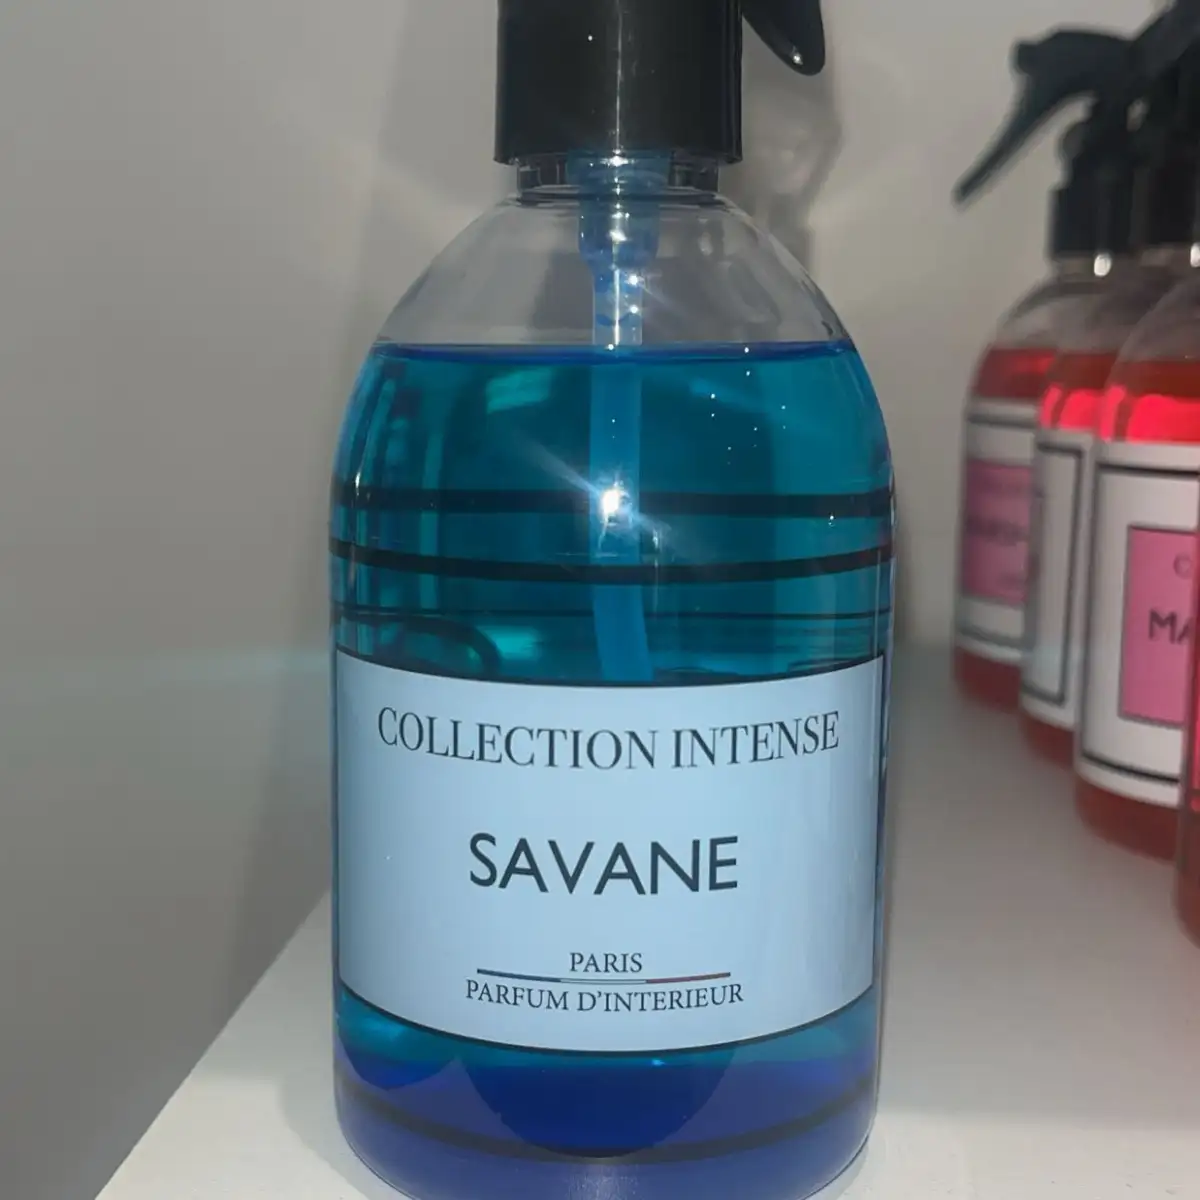 COLLECTION INTENSE
SAVANE
PARIS
PARFUM D'INTERIEUR